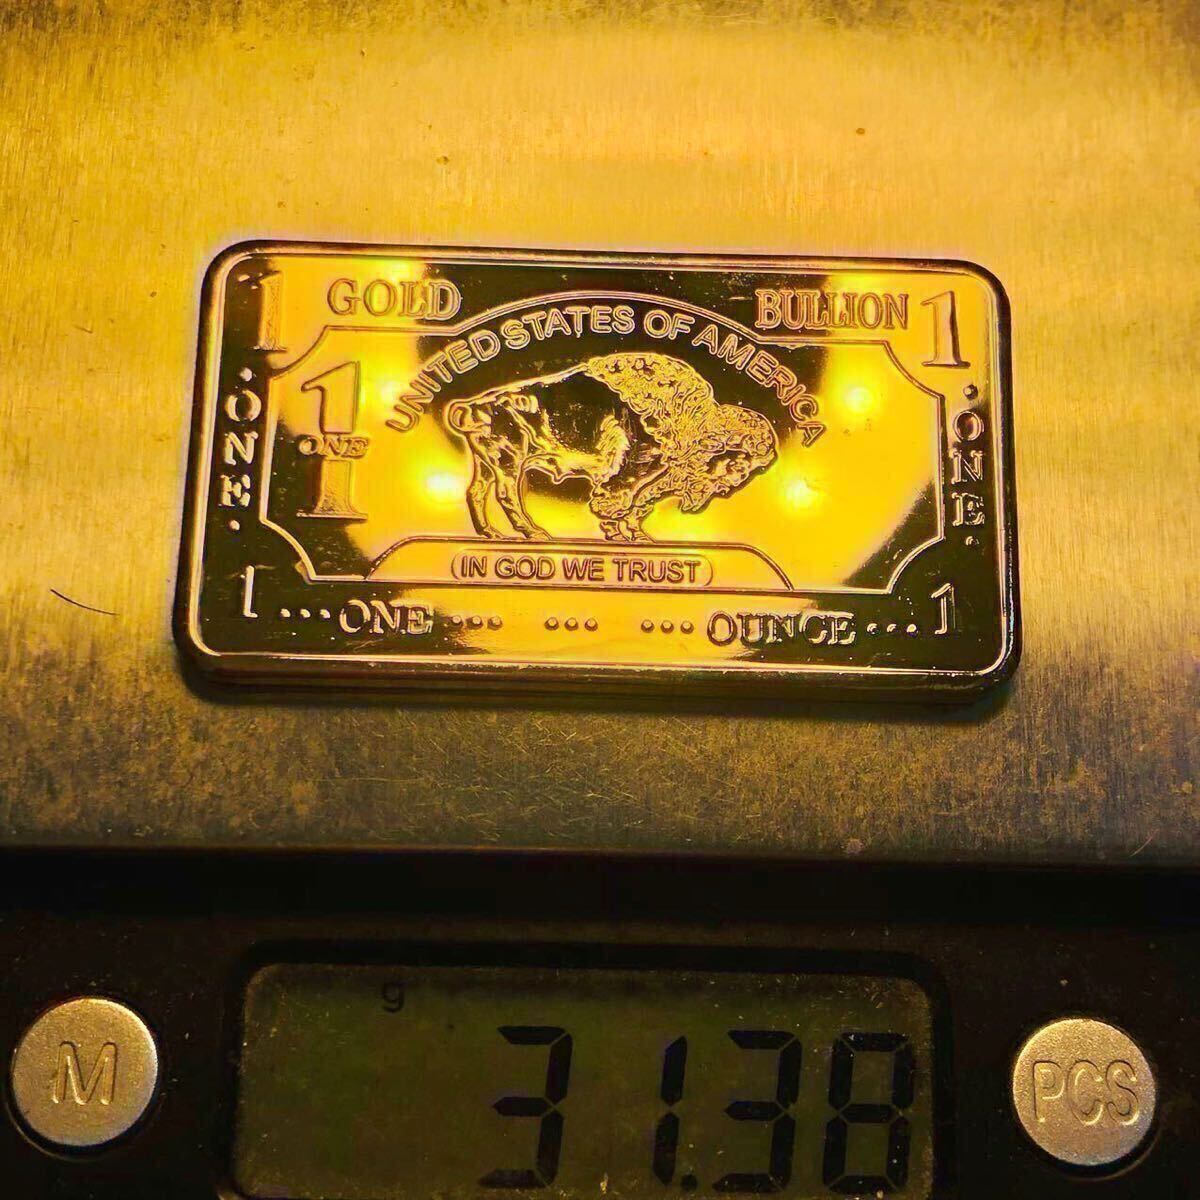 1 GOLD BULLION 1
UNITED STATES OF AMERICA
1
ONE
1
·ONE·
·ONE·
IN GOD WE TRUST
1 ...ONE... ... ...OUNCE... 1
g
31.38
M
PCS